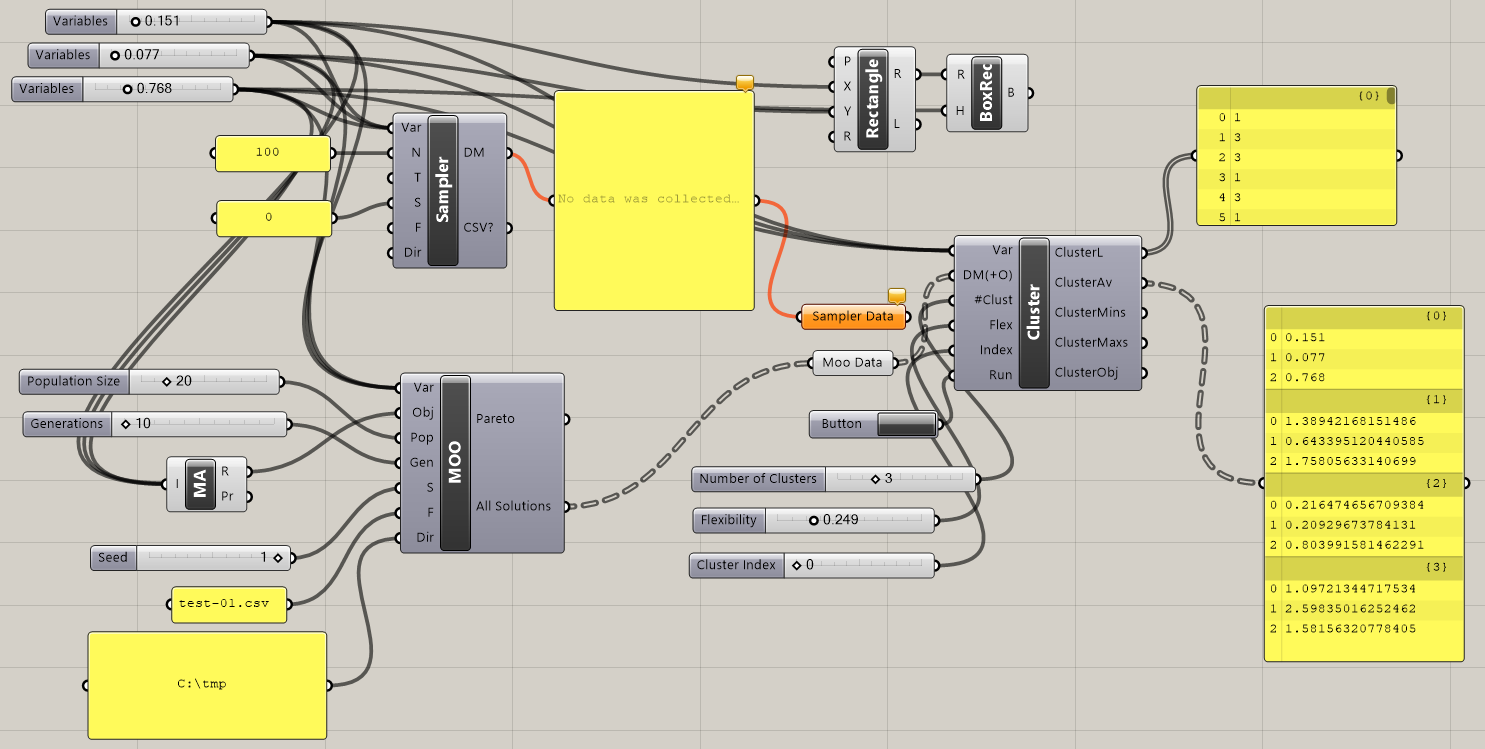 Variables 0.151
Variables 0.077
Variables 0.768
100
0
Var
N
T
S
F
Dir
Sampler
DM
CSV?
No data was collected…
P
X
Y
R
Rectangle
R
L
R
H
BoxRec
B
{0}
0 1
1 3
2 3
3 1
4 3
5 1
Sampler Data
Moo Data
Var
DM(+O)
#Clust
Flex
Index
Run
Cluster
ClusterL
ClusterAv
ClusterMins
ClusterMaxs
ClusterObj
{0}
0 0.151
1 0.077
2 0.768
{1}
0 1.38942168151486
1 0.643395120440585
2 1.75805633140699
{2}
0 0.216474656709384
1 0.20929673784131
2 0.803991581462291
{3}
0 1.09721344717534
1 2.59835016252462
2 1.58156320778405
Population Size 20
Generations 10
I
MA
R
Pr
Var
Obj
Pop
Gen
S
F
Dir
MOO
Pareto
All Solutions
Button
Number of Clusters 3
Flexibility 0.249
Cluster Index 0
Seed 1
test-01.csv
C:\tmp